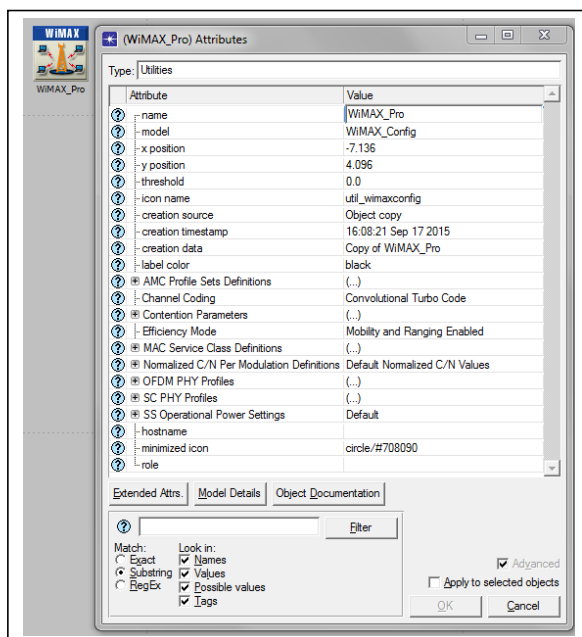 WiMAX
WiMAX_Pro
(WiMAX_Pro) Attributes
Type: Utilities
Attribute Value
name WiMAX_Pro
model WiMAX_Config
x position -7.136
y position 4.096
threshold 0.0
icon name util_wimaxconfig
creation source Object copy
creation timestamp 16:08:21 Sep 17 2015
creation data Copy of WiMAX_Pro
label color black
AMC Profile Sets Definitions (...)
Channel Coding Convolutional Turbo Code
Contention Parameters (...)
Efficiency Mode Mobility and Ranging Enabled
MAC Service Class Definitions (...)
Normalized C/N Per Modulation Definitions Default Normalized C/N Values
OFDM PHY Profiles (...)
SC PHY Profiles (...)
SS Operational Power Settings Default
hostname
minimized icon circle/#708090
role
Extended Attrs. Model Details Object Documentation
Filter
Match: Look in:
Exact Names
Substring Values
RegEx Possible values
Tags
Advanced
Apply to selected objects
OK Cancel